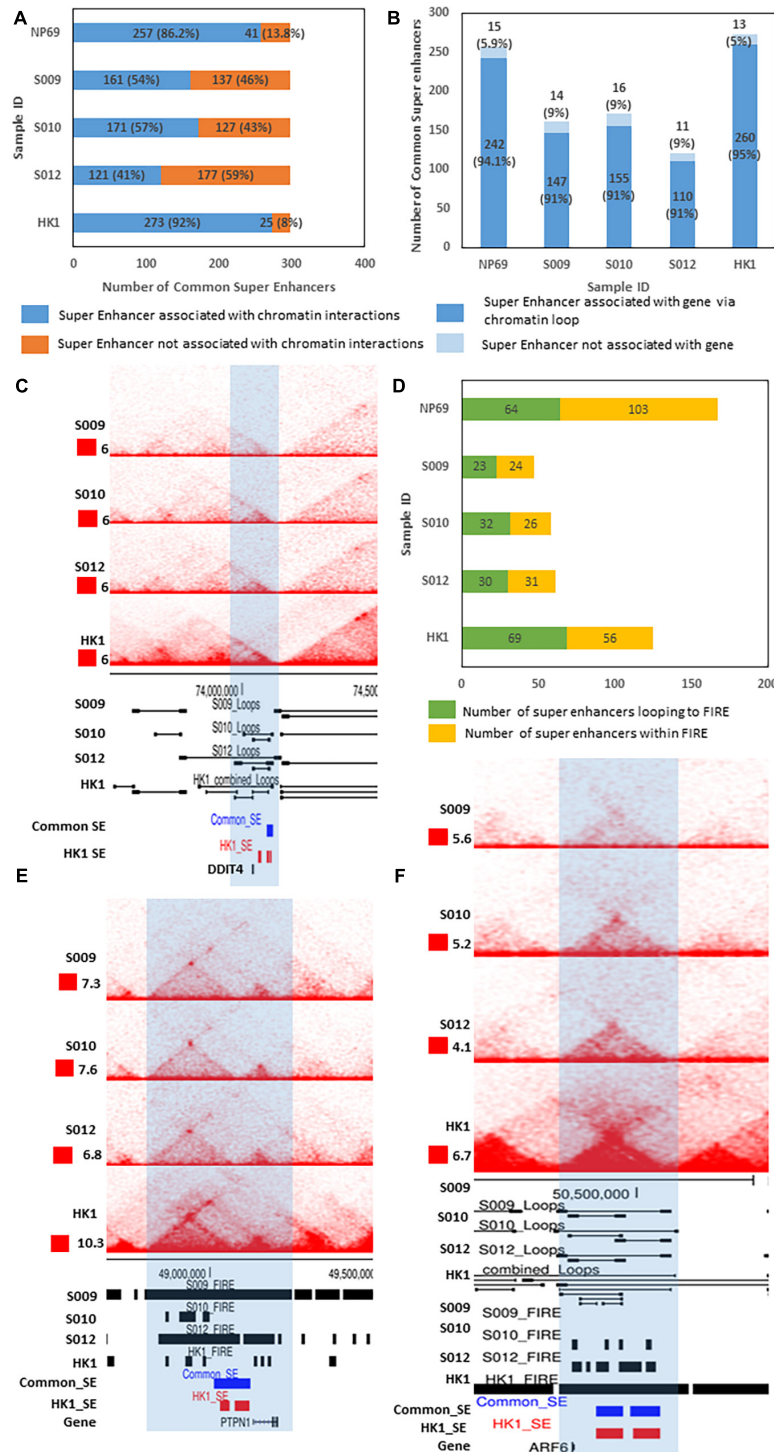 A
Sample ID
NP69
257 (86.2%)
41 (13.8%)
S009
161 (54%)
137 (46%)
S010
171 (57%)
127 (43%)
S012
121 (41%)
177 (59%)
HK1
273 (92%)
25 (8%)
0
100
200
300
400
Number of Common Super Enhancers
Super Enhancer associated with chromatin interactions
Super Enhancer not associated with chromatin interactions
B
Number of Common Super enhancers
300
250
200
150
100
50
0
15
(5.9%)
242
(94.1%)
14
(9%)
147
(91%)
16
(9%)
155
(91%)
11
(9%)
110
(91%)
13
(5%)
260
(95%)
NP69
S009
S010
S012
HK1
Sample ID
Super Enhancer associated with gene via
chromatin loop
Super Enhancer not associated with gene
C
S009
6
S010
6
S012
6
HK1
6
74,000,000
74,500
S009
S009_Loops
S010
S010_Loops
S012
S012_Loops
HK1
HK1_combined_Loops
Common SE
Common_SE
HK1 SE
HK1_SE
DDIT4
D
Sample ID
NP69
64
103
S009
23
24
S010
32
26
S012
30
31
HK1
69
56
0
50
100
150
200
Number of super enhancers looping to FIRE
Number of super enhancers within FIRE
E
S009
7.3
S010
7.6
S012
6.8
HK1
10.3
49,000,000
49,500
S009
S009_FIRE
S010
S010_FIRE
S012
S012_FIRE
HK1
HK1_FIRE
Common_SE
Common_SE
HK1_SE
HK1_SE
Gene
PTPN1
F
S009
5.6
S010
5.2
S012
4.1
HK1
6.7
50,500,000
S009
S009_Loops
S010
S010_Loops
S012
S012_Loops
HK1
combined_Loops
S009
S009_FIRE
S010
S010_FIRE
S012
S012_FIRE
HK1
HK1_FIRE
Common_SE
Common_SE
HK1_SE
HK1_SE
Gene
ARF6